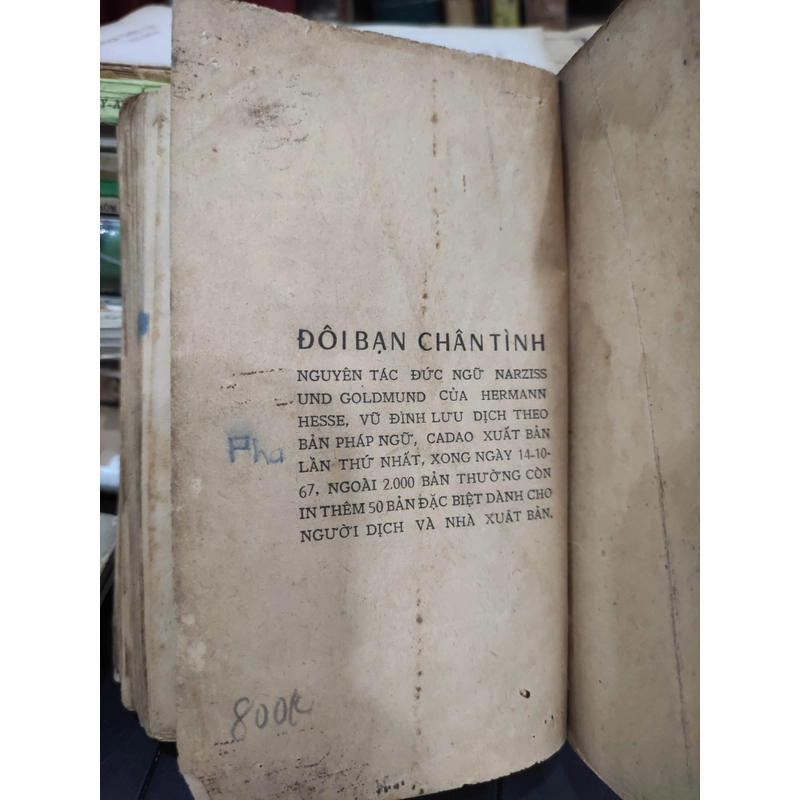 ĐÔI BẠN CHÂN TÌNH
NGUYÊN TÁC ĐỨC NGỮ NARZISS
UND GOLDMUND CỦA HERMANN
HESSE, VŨ ĐÌNH LƯU DỊCH THEO
BẢN PHÁP NGỮ, CADAO XUẤT BẢN
LẦN THỨ NHẤT, XONG NGÀY 14-10-
67. NGOÀI 2.000 BẢN THƯỜNG CÒN
IN THÊM 50 BẢN ĐẶC BIỆT DÀNH CHO
NGƯỜI DỊCH VÀ NHÀ XUẤT BẢN.
Pha
800k